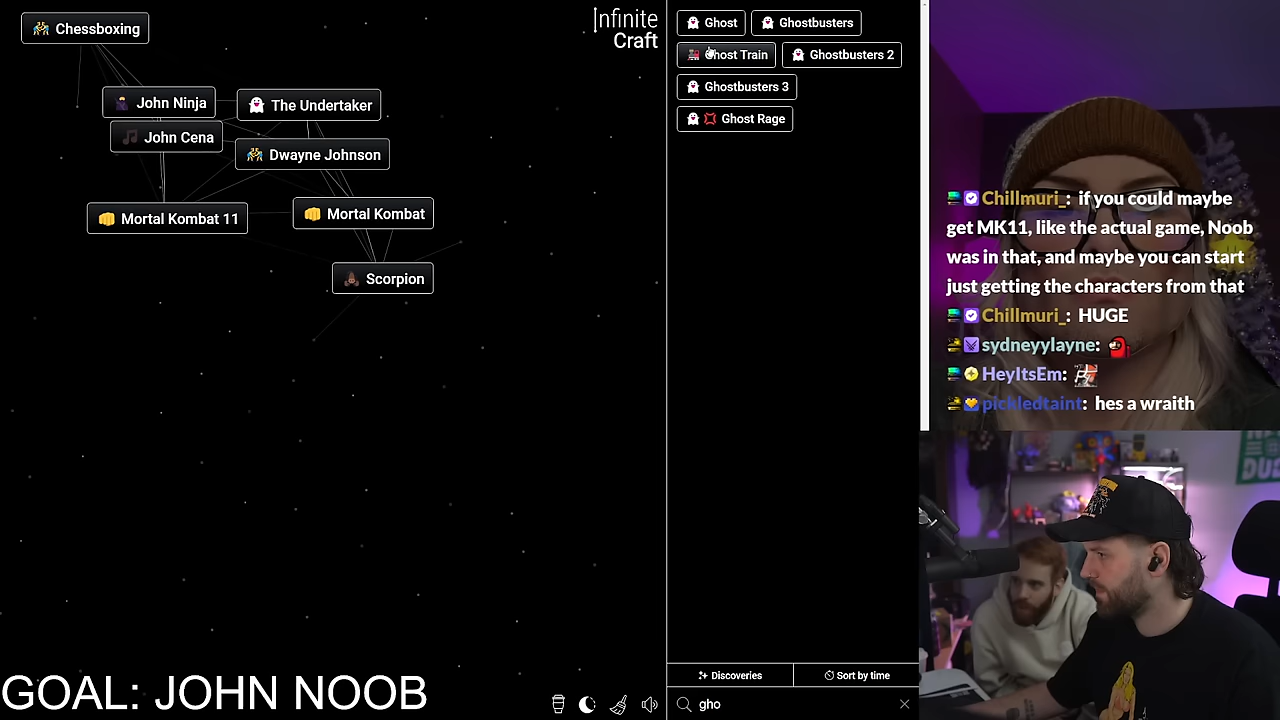 Chessboxing
John Ninja
The Undertaker
John Cena
Dwayne Johnson
Mortal Kombat 11
Mortal Kombat
Scorpion
Infinite
Craft
Ghost
Ghostbusters
Ghost Train
Ghostbusters 2
Ghostbusters 3
Ghost Rage
Discoveries
Sort by time
gho
GOAL: JOHN NOOB
Chillmuri_: if you could maybe
get MK11, like the actual game, Noob
was in that, and maybe you can start
just getting the characters from that
Chillmuri_: HUGE
sydneyylayne:
HeyItsEm:
pickledtaint: hes a wraith